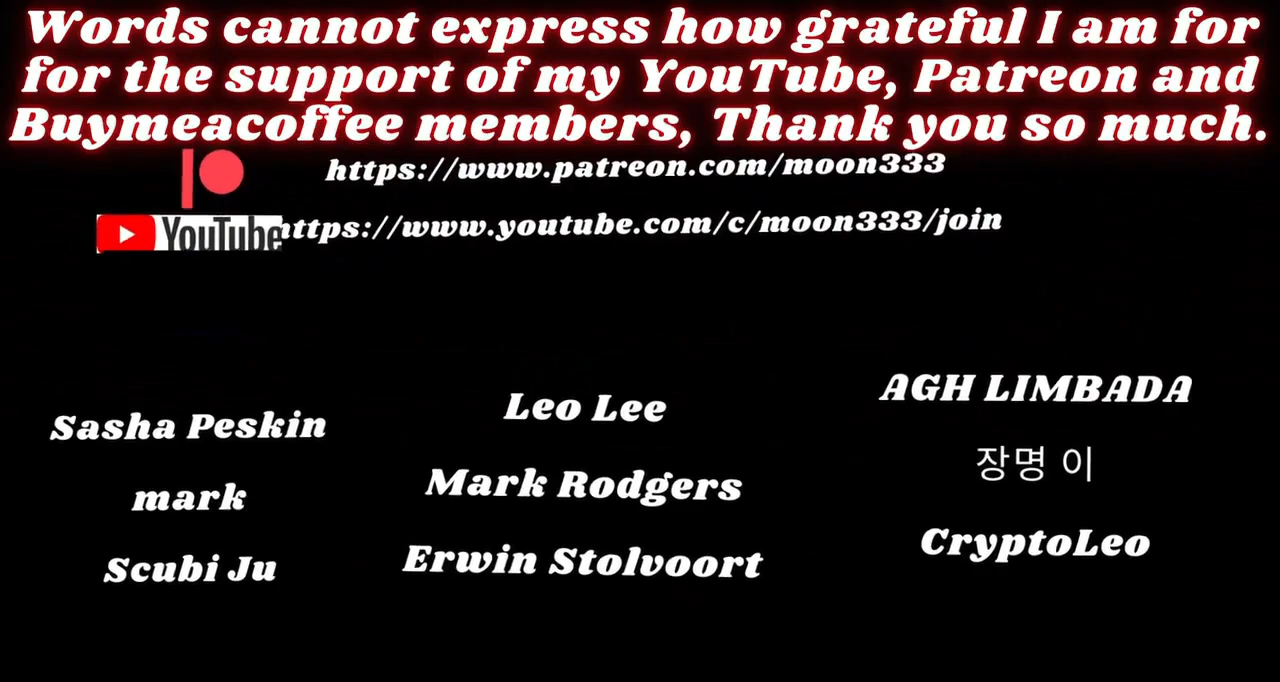 Words cannot express how grateful I am for
for the support of my YouTube, Patreon and
Buymeacoffee members, Thank you so much.
https://www.patreon.com/moon333
YouTube
https://www.youtube.com/c/moon333/join
Sasha Peskin
mark
Scubi Ju
Leo Lee
Mark Rodgers
Erwin Stolvoort
AGH LIMBADA
장명 이
CryptoLeo